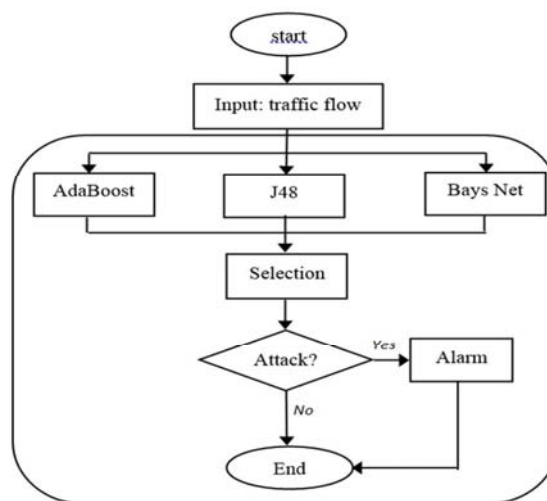 start
Input: traffic flow
AdaBoost
J48
Bays Net
Selection
Attack?
Yes
Alarm
No
End